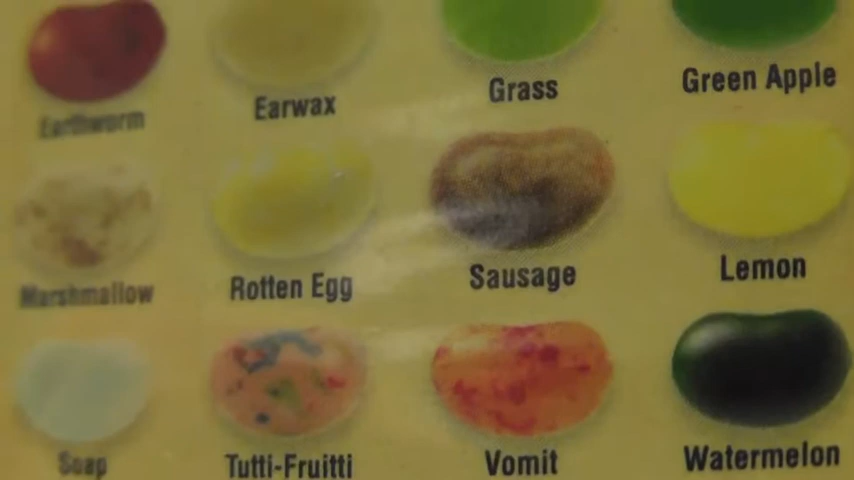 Earthworm
Earwax
Grass
Green Apple
Marshmallow
Rotten Egg
Sausage
Lemon
Soap
Tutti-Fruitti
Vomit
Watermelon